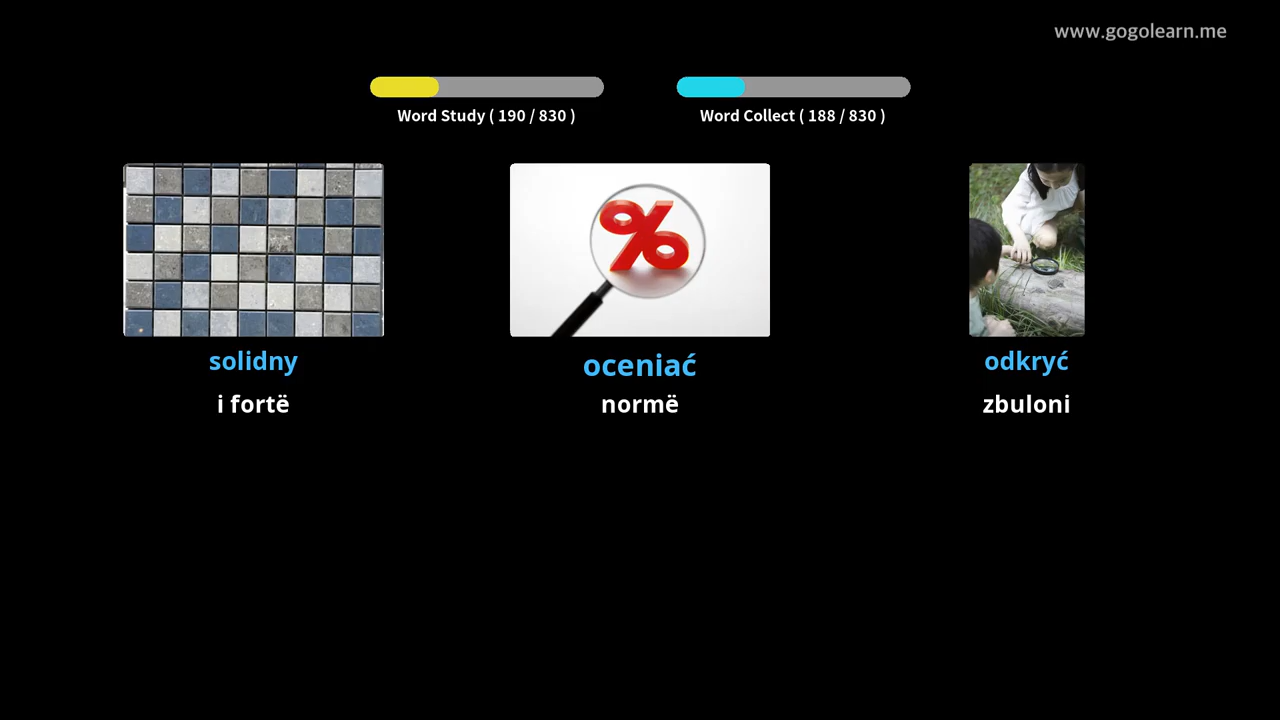 www.gogolearn.me
Word Study ( 190 / 830 )
Word Collect ( 188 / 830 )
solidny
i fortë
oceniać
normë
odkryć
zbuloni